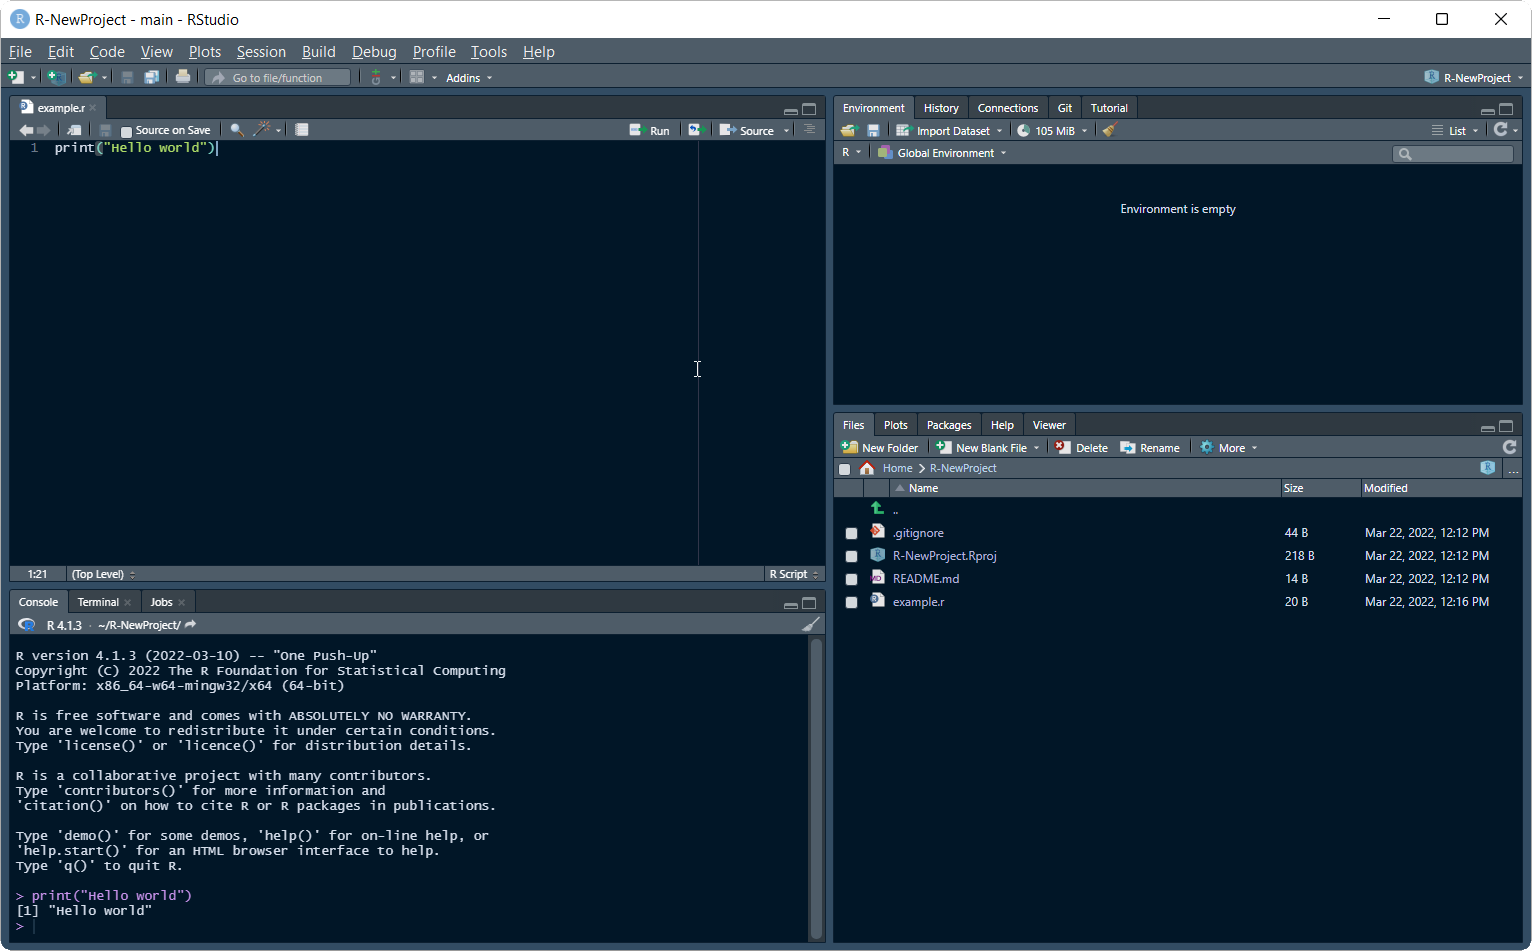 R-NewProject - main - RStudio
File Edit Code View Plots Session Build Debug Profile Tools Help
Go to file/function Addins R-NewProject
example.r
Source on Save Run Source
1 print("Hello world")
1:21 (Top Level) R Script
Console Terminal Jobs
R 4.1.3 · ~/R-NewProject/
R version 4.1.3 (2022-03-10) -- "One Push-Up"
Copyright (C) 2022 The R Foundation for Statistical Computing
Platform: x86_64-w64-mingw32/x64 (64-bit)
R is free software and comes with ABSOLUTELY NO WARRANTY.
You are welcome to redistribute it under certain conditions.
Type 'license()' or 'licence()' for distribution details.
R is a collaborative project with many contributors.
Type 'contributors()' for more information and
'citation()' on how to cite R or R packages in publications.
Type 'demo()' for some demos, 'help()' for on-line help, or
'help.start()' for an HTML browser interface to help.
Type 'q()' to quit R.
> print("Hello world")
[1] "Hello world"
>
Environment History Connections Git Tutorial
Import Dataset 105 MiB List
R Global Environment
Environment is empty
Files Plots Packages Help Viewer
New Folder New Blank File Delete Rename More
Home R-NewProject ...
Name Size Modified
..
.gitignore 44 B Mar 22, 2022, 12:12 PM
R-NewProject.Rproj 218 B Mar 22, 2022, 12:12 PM
README.md 14 B Mar 22, 2022, 12:12 PM
example.r 20 B Mar 22, 2022, 12:16 PM